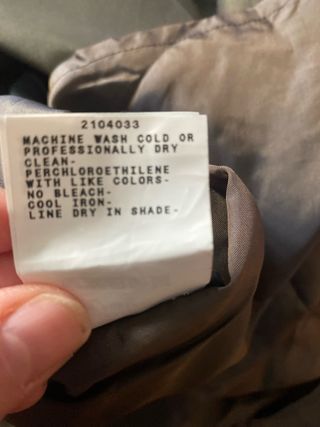 2104033
MACHINE WASH COLD OR
PROFESSIONALLY DRY
CLEAN-
PERCHLOROETHILENE
WITH LIKE COLORS-
NO BLEACH-
COOL IRON-
LINE DRY IN SHADE-